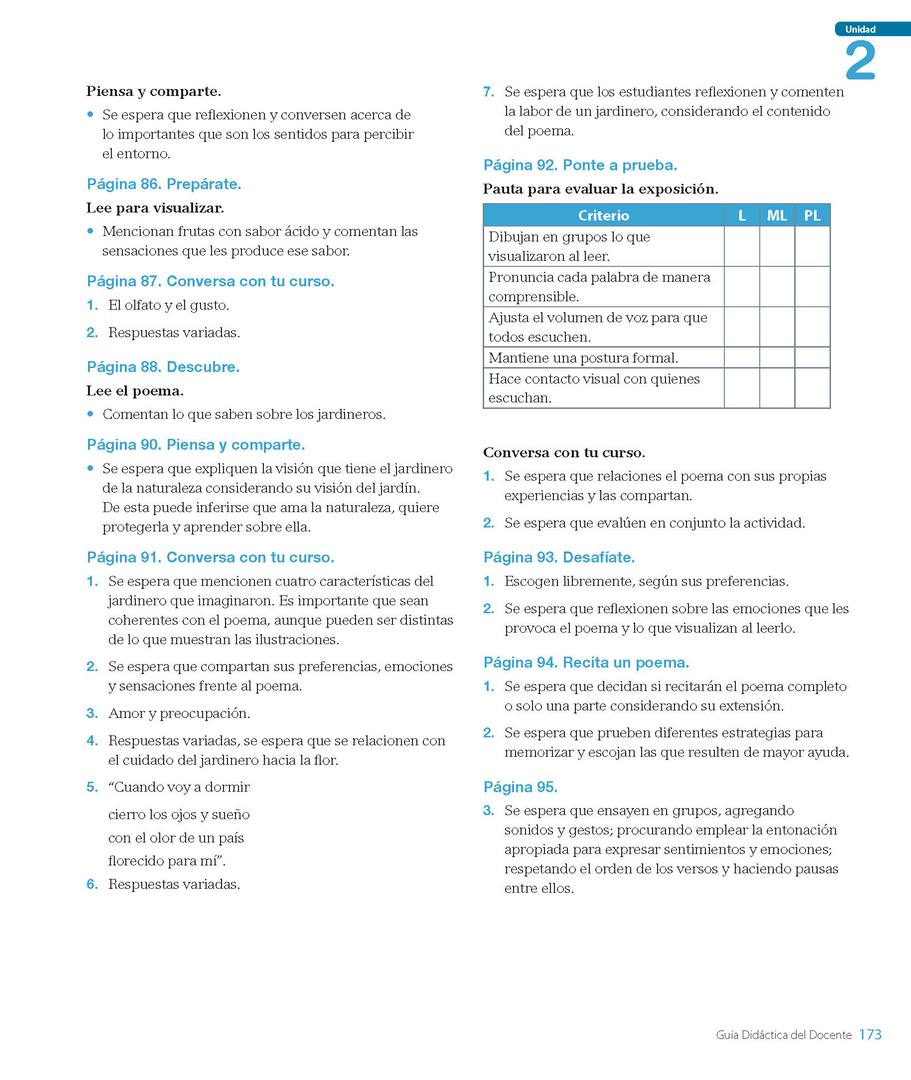 Unidad
2
Piensa y comparte.
• Se espera que reflexionen y conversen acerca de
lo importantes que son los sentidos para percibir
el entorno.
Página 86. Prepárate.
Lee para visualizar.
• Mencionan frutas con sabor ácido y comentan las
sensaciones que les produce ese sabor.
Página 87. Conversa con tu curso.
1. El olfato y el gusto.
2. Respuestas variadas.
Página 88. Descubre.
Lee el poema.
• Comentan lo que saben sobre los jardineros.
Página 90. Piensa y comparte.
• Se espera que expliquen la visión que tiene el jardinero
de la naturaleza considerando su visión del jardín.
De esta puede inferirse que ama la naturaleza, quiere
protegerla y aprender sobre ella.
Página 91. Conversa con tu curso.
1. Se espera que mencionen cuatro características del
jardinero que imaginaron. Es importante que sean
coherentes con el poema, aunque pueden ser distintas
de lo que muestran las ilustraciones.
2. Se espera que compartan sus preferencias, emociones
y sensaciones frente al poema.
3. Amor y preocupación.
4. Respuestas variadas, se espera que se relacionen con
el cuidado del jardinero hacia la flor.
5. “Cuando voy a dormir
cierro los ojos y sueño
con el olor de un país
florecido para mí”.
6. Respuestas variadas.
7. Se espera que los estudiantes reflexionen y comenten
la labor de un jardinero, considerando el contenido
del poema.
Página 92. Ponte a prueba.
Pauta para evaluar la exposición.
Criterio L ML PL
Dibujan en grupos lo que
visualizaron al leer.
Pronuncia cada palabra de manera
comprensible.
Ajusta el volumen de voz para que
todos escuchen.
Mantiene una postura formal.
Hace contacto visual con quienes
escuchan.
Conversa con tu curso.
1. Se espera que relaciones el poema con sus propias
experiencias y las compartan.
2. Se espera que evalúen en conjunto la actividad.
Página 93. Desafíate.
1. Escogen libremente, según sus preferencias.
2. Se espera que reflexionen sobre las emociones que les
provoca el poema y lo que visualizan al leerlo.
Página 94. Recita un poema.
1. Se espera que decidan si recitarán el poema completo
o solo una parte considerando su extensión.
2. Se espera que prueben diferentes estrategias para
memorizar y escojan las que resulten de mayor ayuda.
Página 95.
3. Se espera que ensayen en grupos, agregando
sonidos y gestos; procurando emplear la entonación
apropiada para expresar sentimientos y emociones;
respetando el orden de los versos y haciendo pausas
entre ellos.
Guía Didáctica del Docente 173